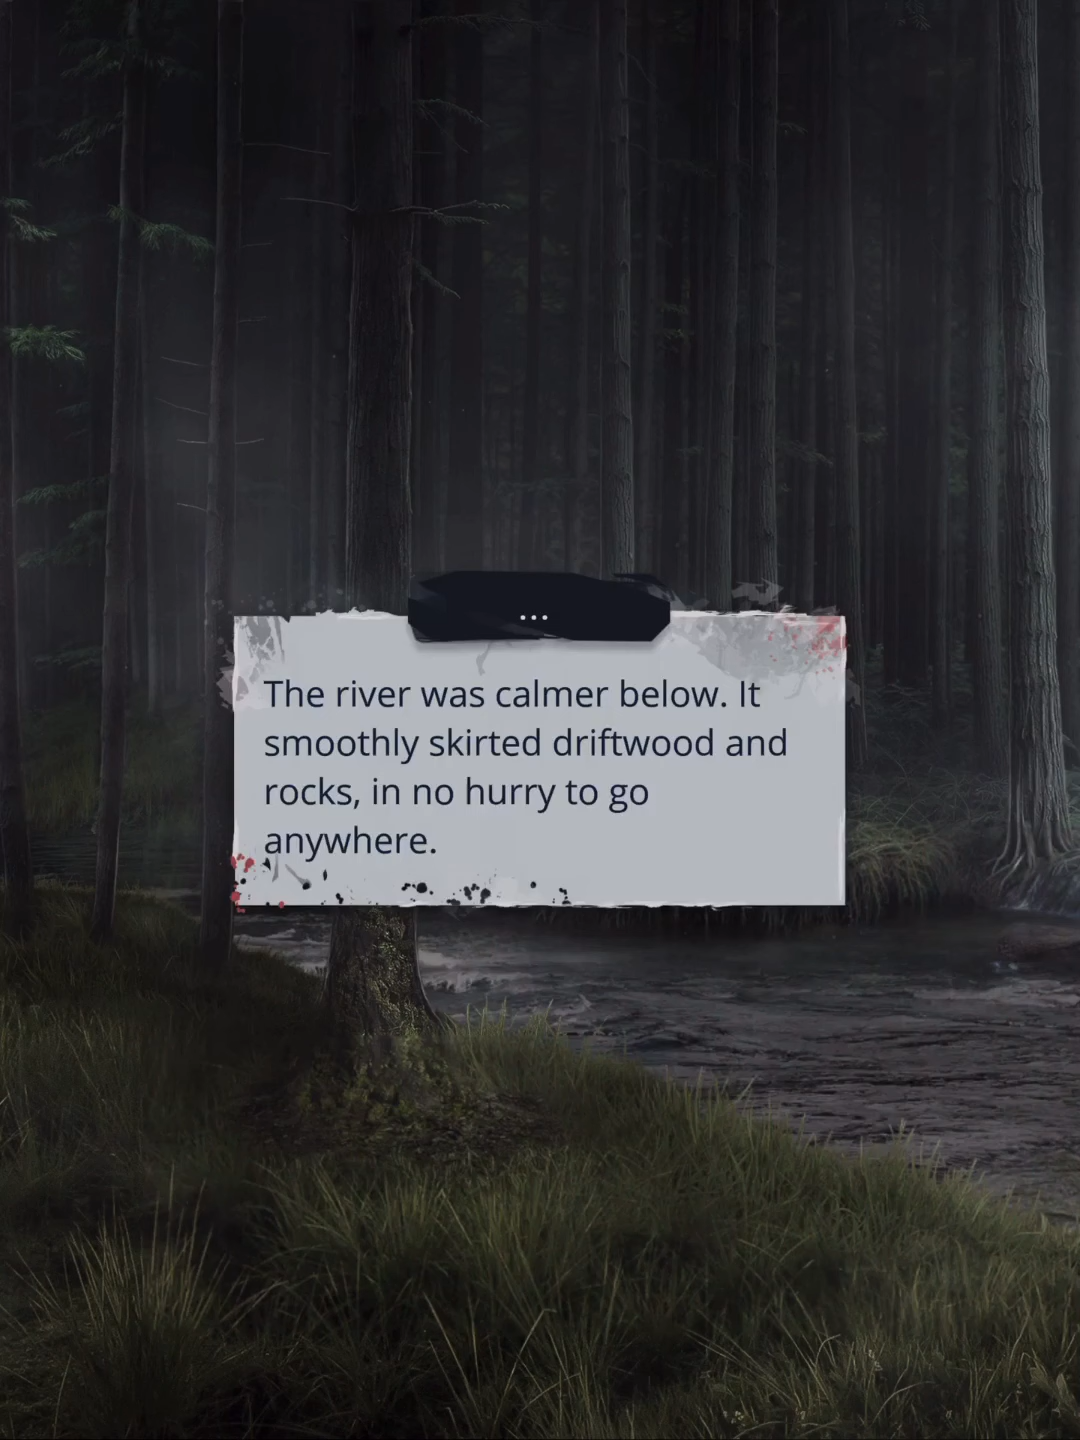 ...
The river was calmer below. It
smoothly skirted driftwood and
rocks, in no hurry to go
anywhere.